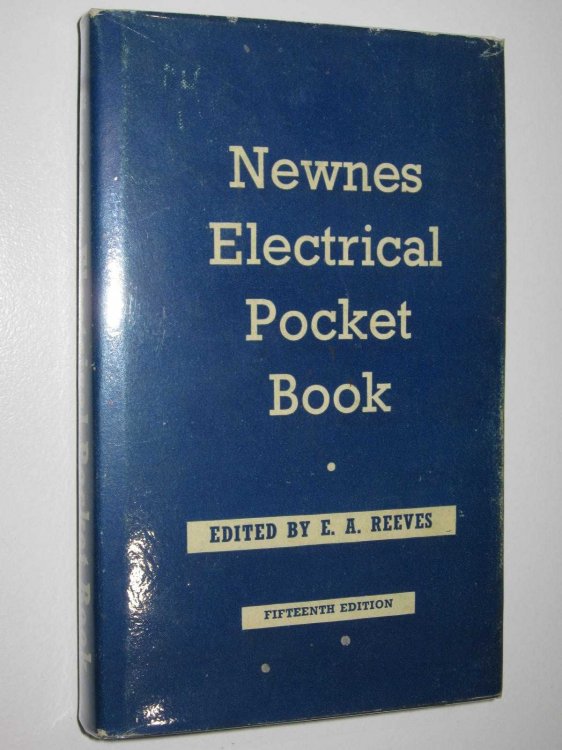 Newnes
Electrical
Pocket
Book
EDITED BY E. A. REEVES
FIFTEENTH EDITION